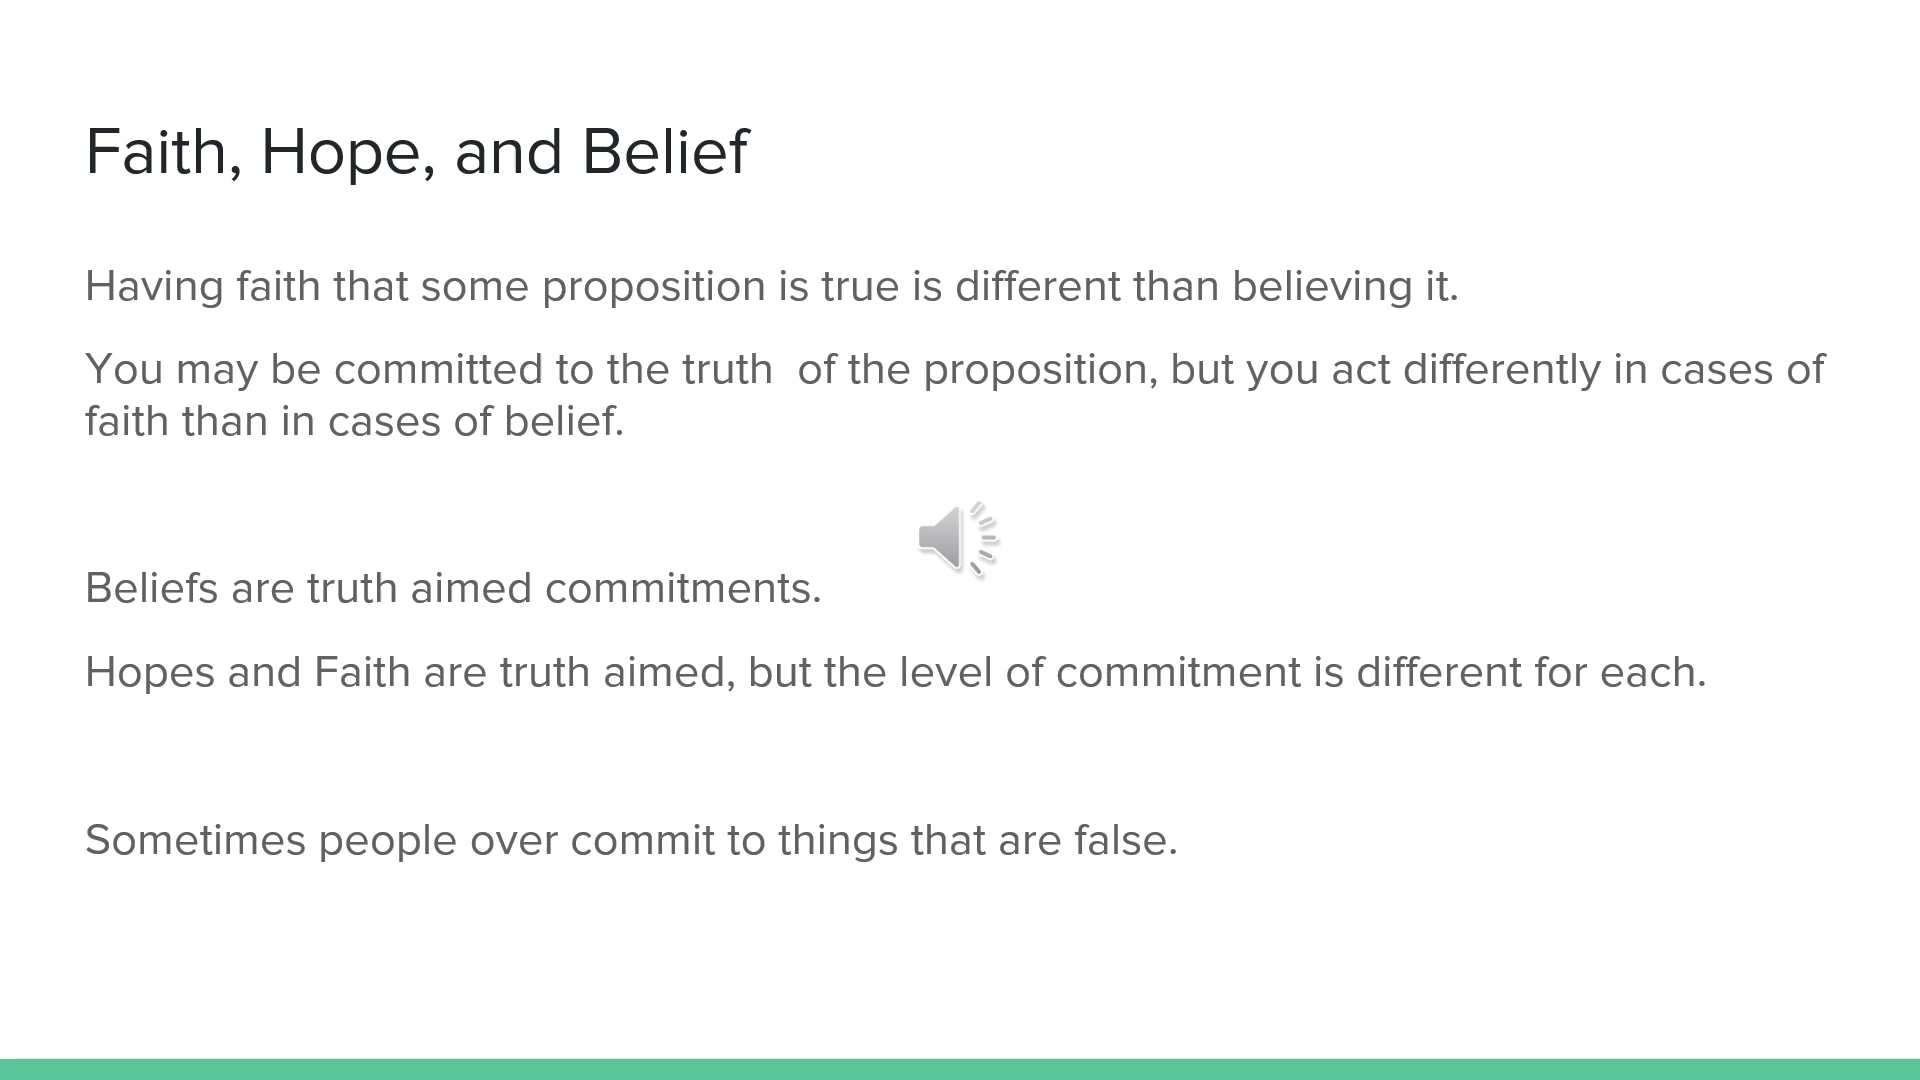 Faith, Hope, and Belief
Having faith that some proposition is true is different than believing it.
You may be committed to the truth  of the proposition, but you act differently in cases of
faith than in cases of belief.
Beliefs are truth aimed commitments.
Hopes and Faith are truth aimed, but the level of commitment is different for each.
Sometimes people over commit to things that are false.